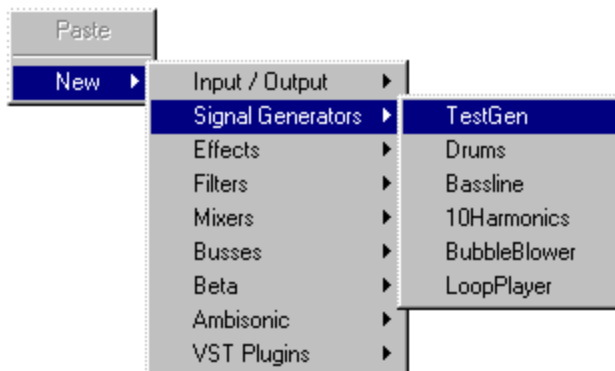 Paste
New
Input / Output
Signal Generators
Effects
Filters
Mixers
Busses
Beta
Ambisonic
VST Plugins
TestGen
Drums
Bassline
10Harmonics
BubbleBlower
LoopPlayer